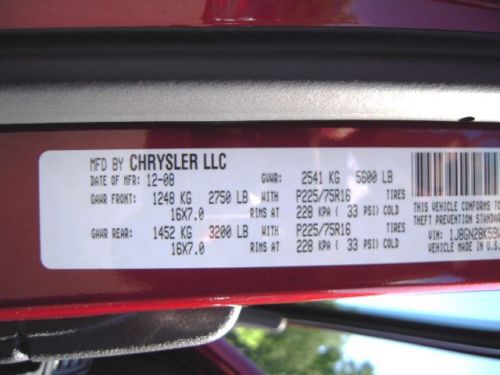 MFD BY CHRYSLER LLC
DATE OF MFR: 12-08 GVWR: 2541 KG 5600 LB
GAWR FRONT: 1248 KG 2750 LB WITH P225/75R16 TIRES
16X7.0 RIMS AT 228 KPA ( 33 PSI) COLD
GAWR REAR: 1452 KG 3200 LB WITH P225/75R16 TIRES
16X7.0 RIMS AT 228 KPA ( 33 PSI) COLD
THIS VEHICLE CONFORMS TO
THEFT PREVENTION STANDA
VIN: 1J8GN28K59
VEHICLE MADE IN U.S.